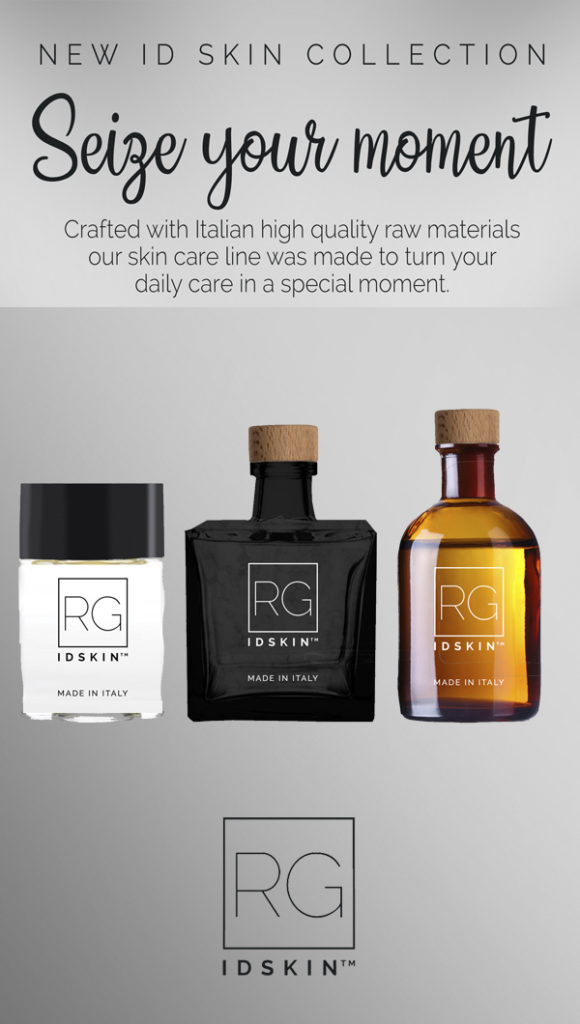 NEW ID SKIN COLLECTION
Seize your moment
Crafted with Italian high quality raw materials
our skin care line was made to turn your
daily care in a special moment.
RG
IDSKIN™
MADE IN ITALY
RG
IDSKIN™
MADE IN ITALY
RG
IDSKIN™
MADE IN ITALY
RG
IDSKIN™